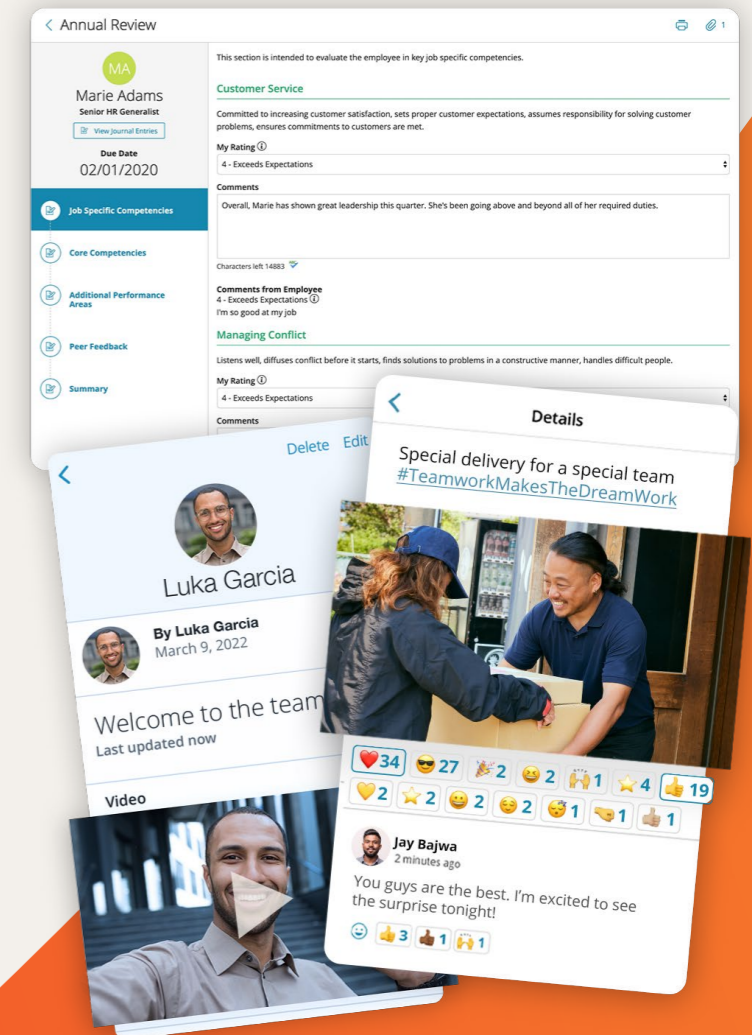 Annual Review
1
MA
Marie Adams
Senior HR Generalist
View Journal Entries
Due Date
02/01/2020
Job Specific Competencies
Core Competencies
Additional Performance
Areas
Peer Feedback
Summary
This section is intended to evaluate the employee in key job specific competencies.
Customer Service
Committed to increasing customer satisfaction, sets proper customer expectations, assumes responsibility for solving customer
problems, ensures commitments to customers are met.
My Rating
4 - Exceeds Expectations
Comments
Overall, Marie has shown great leadership this quarter. She's been going above and beyond all of her required duties.
Characters left 14883
Comments from Employee
4 - Exceeds Expectations
I'm so good at my job
Managing Conflict
Listens well, diffuses conflict before it starts, finds solutions to problems in a constructive manner, handles difficult people.
My Rating
4 - Exceeds Expectations
Comments
Delete Edit
Luka Garcia
By Luka Garcia
March 9, 2022
Welcome to the team
Last updated now
Video
Details
Special delivery for a special team
#TeamworkMakesTheDreamWork
34 27 2 2 1 4 19
2 2 2 2 1 1 1
Jay Bajwa
2 minutes ago
You guys are the best. I'm excited to see
the surprise tonight!
3 1 1